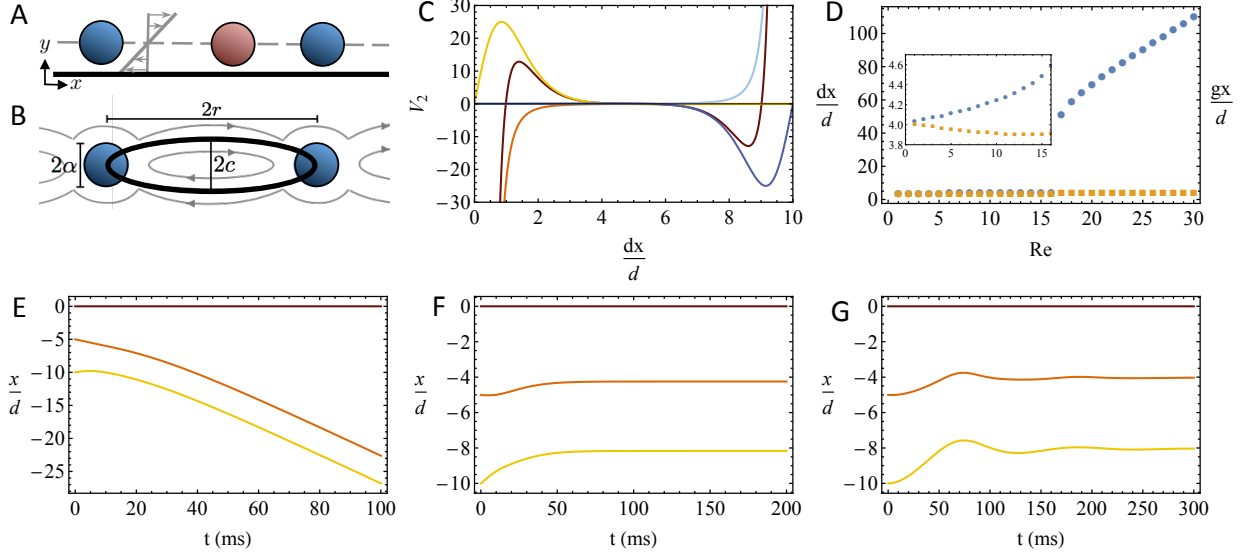 A
y
x
B
2r
2α
2c
C
V2
30
20
10
0
−10
−20
−30
0
2
4
6
8
10
dx
d
D
dx
d
100
80
60
40
20
0
0
5
10
15
20
25
30
Re
gx
d
4.6
4.4
4.2
4.0
3.8
0
5
10
15
E
x
d
0
−5
−10
−15
−20
−25
0
20
40
60
80
100
t (ms)
F
x
d
0
−2
−4
−6
−8
−10
0
50
100
150
200
t (ms)
G
x
d
0
−2
−4
−6
−8
−10
0
50
100
150
200
250
300
t (ms)